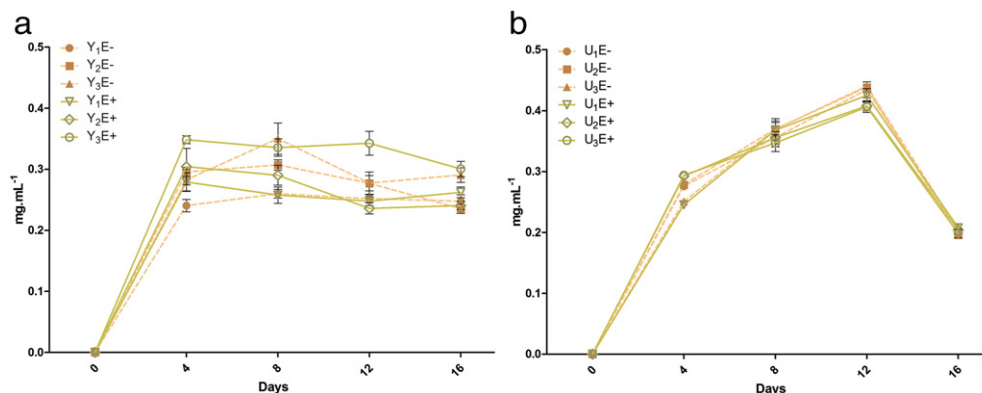 a
Y₁E-
Y₂E-
Y₃E-
Y₁E+
Y₂E+
Y₃E+
0.5
0.4
0.3
0.2
0.1
0.0
mg.mL⁻¹
0
4
8
12
16
Days
b
U₁E-
U₂E-
U₃E-
U₁E+
U₂E+
U₃E+
0.5
0.4
0.3
0.2
0.1
0.0
mg.mL⁻¹
0
4
8
12
16
Days